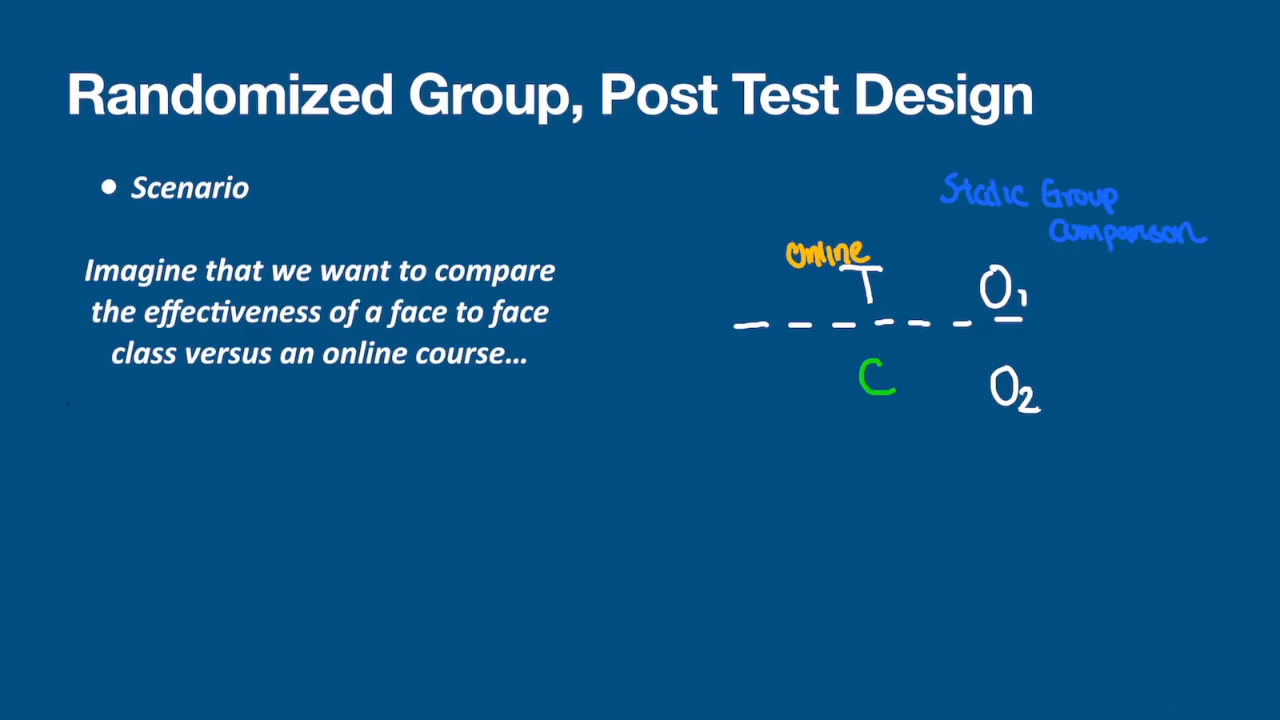 Randomized Group, Post Test Design
• Scenario
Imagine that we want to compare
the effectiveness of a face to face
class versus an online course...
Static Group
Comparison
Online
T O1
C O2